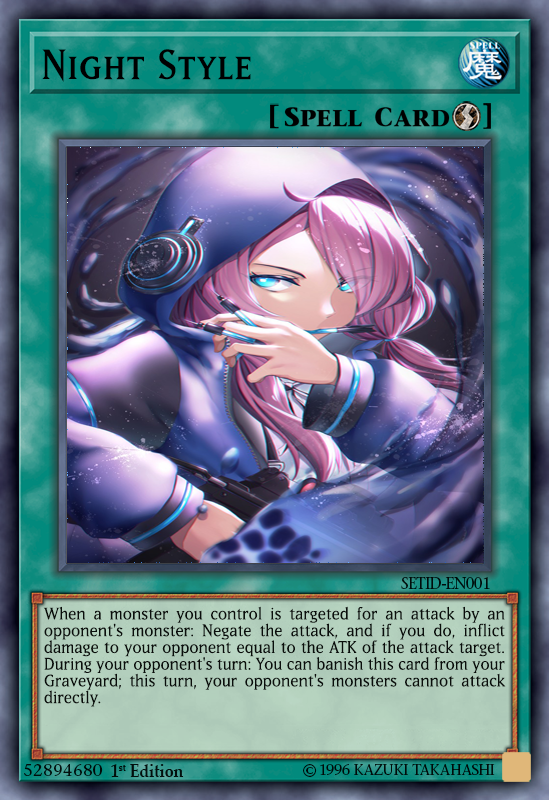 Night Style
SPELL
魔
[Spell Card]
SETID-EN001
When a monster you control is targeted for an attack by an
opponent's monster: Negate the attack, and if you do, inflict
damage to your opponent equal to the ATK of the attack target.
During your opponent's turn: You can banish this card from your
Graveyard; this turn, your opponent's monsters cannot attack
directly.
52894680 1st Edition © 1996 KAZUKI TAKAHASHI